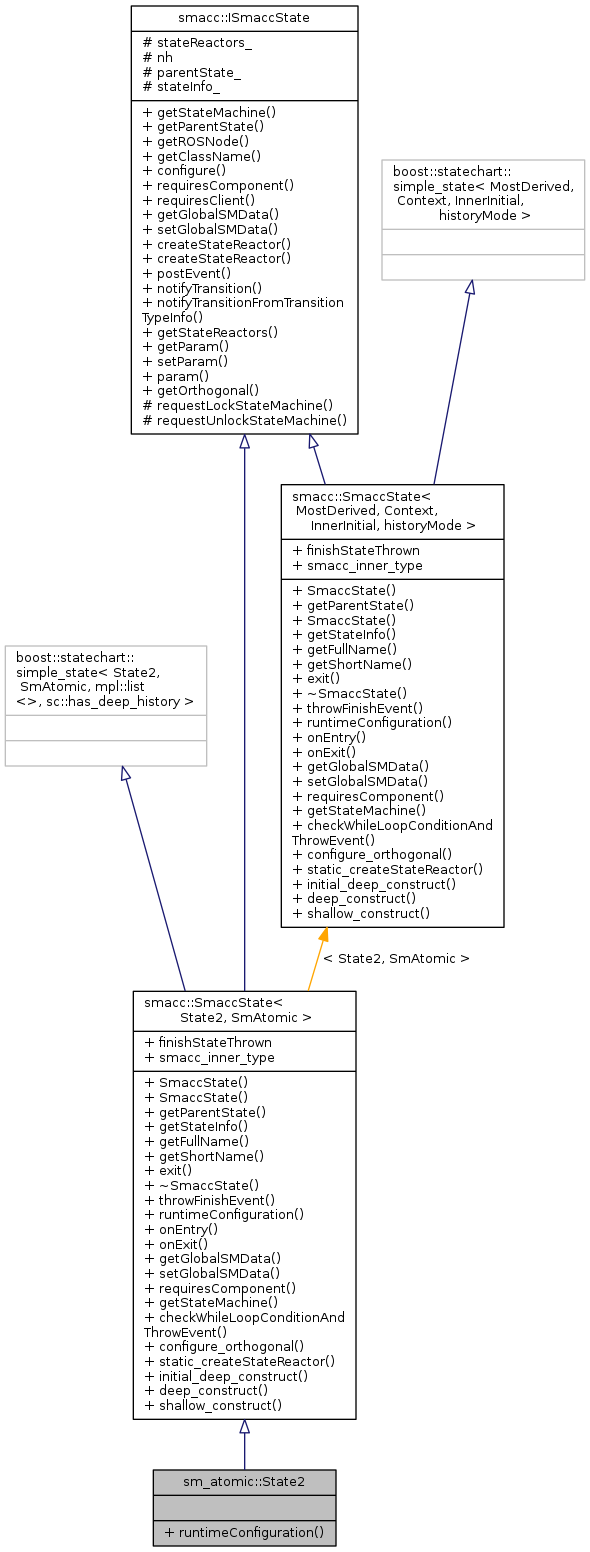 smacc::ISmaccState
# stateReactors_
# nh
# parentState_
# stateInfo_
+ getStateMachine()
+ getParentState()
+ getROSNode()
+ getClassName()
+ configure()
+ requiresComponent()
+ requiresClient()
+ getGlobalSMData()
+ setGlobalSMData()
+ createStateReactor()
+ createStateReactor()
+ postEvent()
+ notifyTransition()
+ notifyTransitionFromTransition
TypeInfo()
+ getStateReactors()
+ getParam()
+ setParam()
+ param()
+ getOrthogonal()
# requestLockStateMachine()
# requestUnlockStateMachine()
boost::statechart::
simple_state< MostDerived,
Context, InnerInitial,
historyMode >
smacc::SmaccState<
MostDerived, Context,
InnerInitial, historyMode >
+ finishStateThrown
+ smacc_inner_type
+ SmaccState()
+ getParentState()
+ SmaccState()
+ getStateInfo()
+ getFullName()
+ getShortName()
+ exit()
+ ~SmaccState()
+ throwFinishEvent()
+ runtimeConfiguration()
+ onEntry()
+ onExit()
+ getGlobalSMData()
+ setGlobalSMData()
+ requiresComponent()
+ getStateMachine()
+ checkWhileLoopConditionAnd
ThrowEvent()
+ configure_orthogonal()
+ static_createStateReactor()
+ initial_deep_construct()
+ deep_construct()
+ shallow_construct()
boost::statechart::
simple_state< State2,
SmAtomic, mpl::list
<>, sc::has_deep_history >
< State2, SmAtomic >
smacc::SmaccState<
State2, SmAtomic >
+ finishStateThrown
+ smacc_inner_type
+ SmaccState()
+ SmaccState()
+ getParentState()
+ getStateInfo()
+ getFullName()
+ getShortName()
+ exit()
+ ~SmaccState()
+ throwFinishEvent()
+ runtimeConfiguration()
+ onEntry()
+ onExit()
+ getGlobalSMData()
+ setGlobalSMData()
+ requiresComponent()
+ getStateMachine()
+ checkWhileLoopConditionAnd
ThrowEvent()
+ configure_orthogonal()
+ static_createStateReactor()
+ initial_deep_construct()
+ deep_construct()
+ shallow_construct()
sm_atomic::State2
+ runtimeConfiguration()